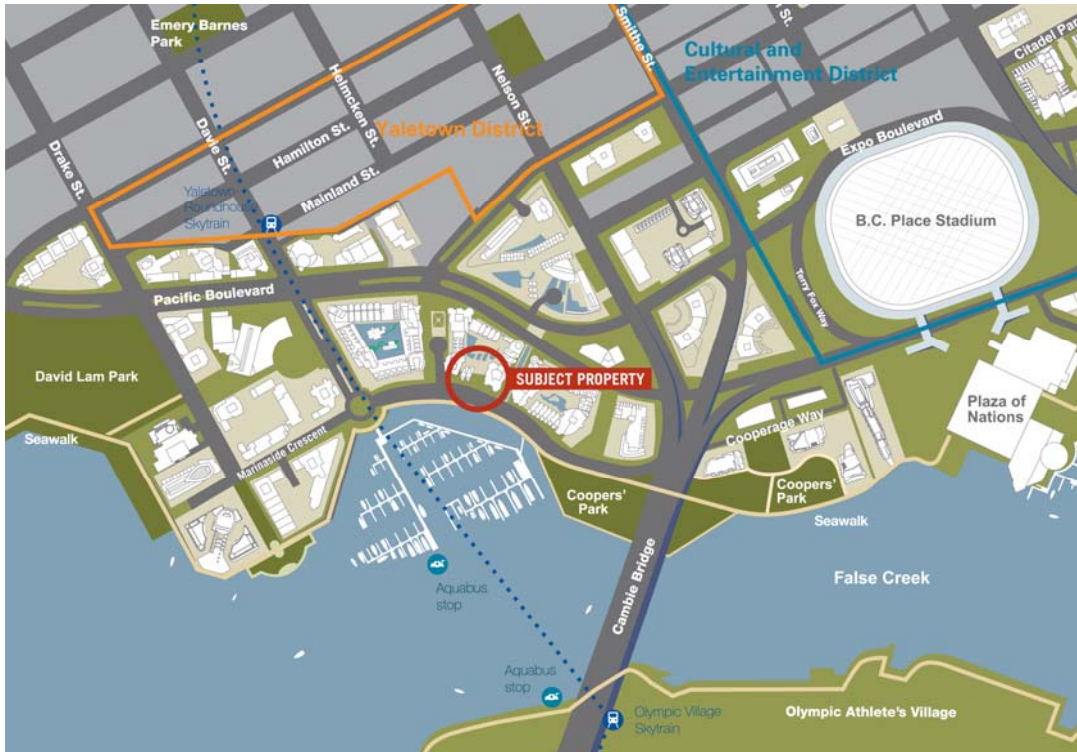 Emery Barnes
Park
Smithe St.
Citadel Park
Cultural and
Entertainment District
Helmcken St.
Nelson St.
Yaletown District
Expo Boulevard
Drake St.
Davie St.
Hamilton St.
Mainland St.
Yaletown
Roundhouse
Skytrain
B.C. Place Stadium
Pacific Boulevard
Terry Fox Way
David Lam Park
SUBJECT PROPERTY
Plaza of
Nations
Seawalk
Marinaside Crescent
Cooperage Way
Coopers'
Park
Coopers'
Park
Seawalk
Aquabus
stop
Cambie Bridge
False Creek
Aquabus
stop
Olympic Village
Skytrain
Olympic Athlete's Village